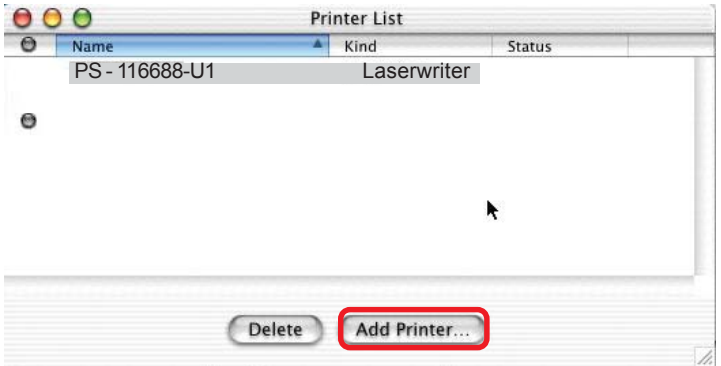 Printer List
Name Kind Status
PS - 116688-U1 Laserwriter
Delete Add Printer...